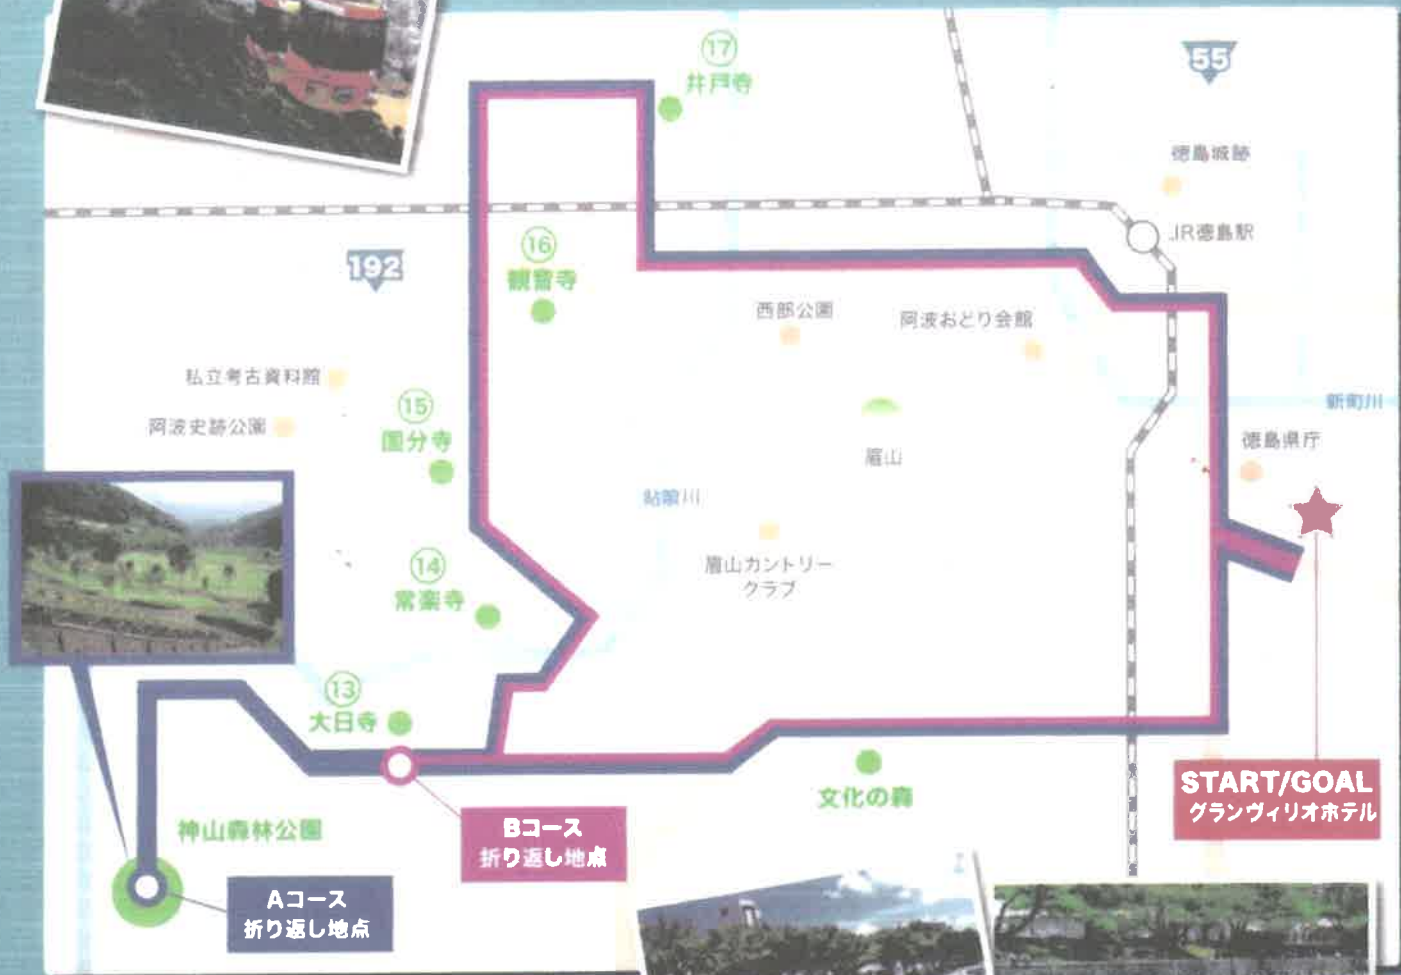 ⑰
井戸寺
55
徳島城跡
JR徳島駅
⑯
観音寺
192
西部公園
阿波おどり会館
私立考古資料館
阿波史跡公園
⑮
国分寺
新町川
徳島県庁
眉山
鮎喰川
眉山カントリー
クラブ
⑭
常楽寺
⑬
大日寺
START/GOAL
グランヴィリオホテル
文化の森
神山森林公園
Bコース
折り返し地点
Aコース
折り返し地点